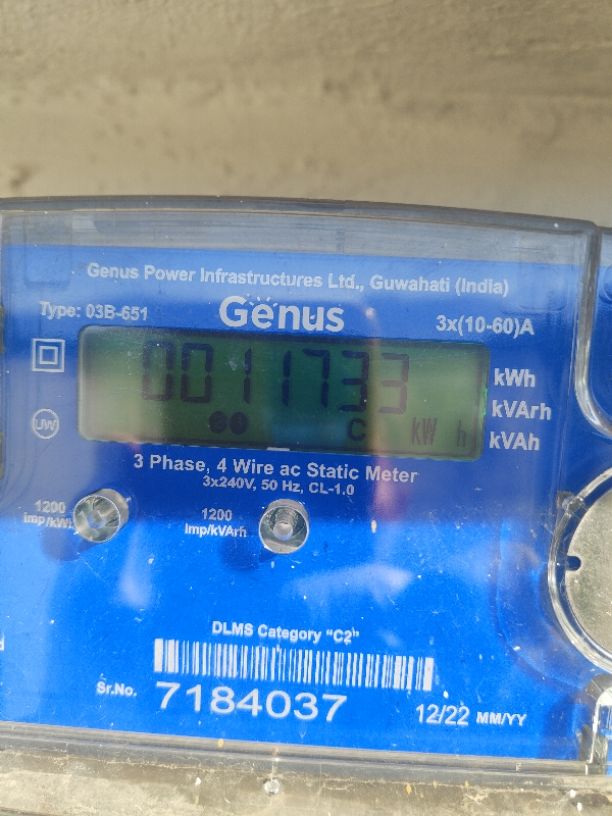 Genus Power Infrastructures Ltd., Guwahati (India)
Type: 03B-651
Genus
3x(10-60)A
0011733
C
kW h
kWh
kVArh
kVAh
UW
3 Phase, 4 Wire ac Static Meter
3x240V, 50 Hz, CL-1.0
1200
imp/kWh
1200
imp/kVArh
DLMS Category "C2"
Sr.No. 7184037
12/22 MM/YY